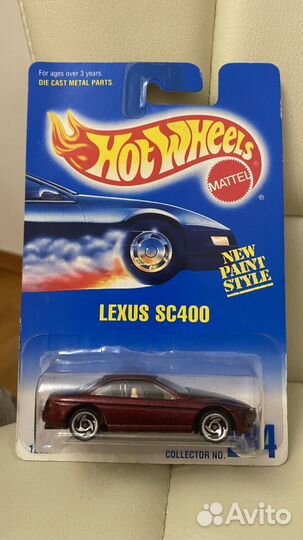 For ages over 3 years.
DIE CAST METAL PARTS.
HOT WHEELS
MATTEL
®
NEW
PAINT
STYLE
LEXUS SC400
COLLECTOR NO.
Avito